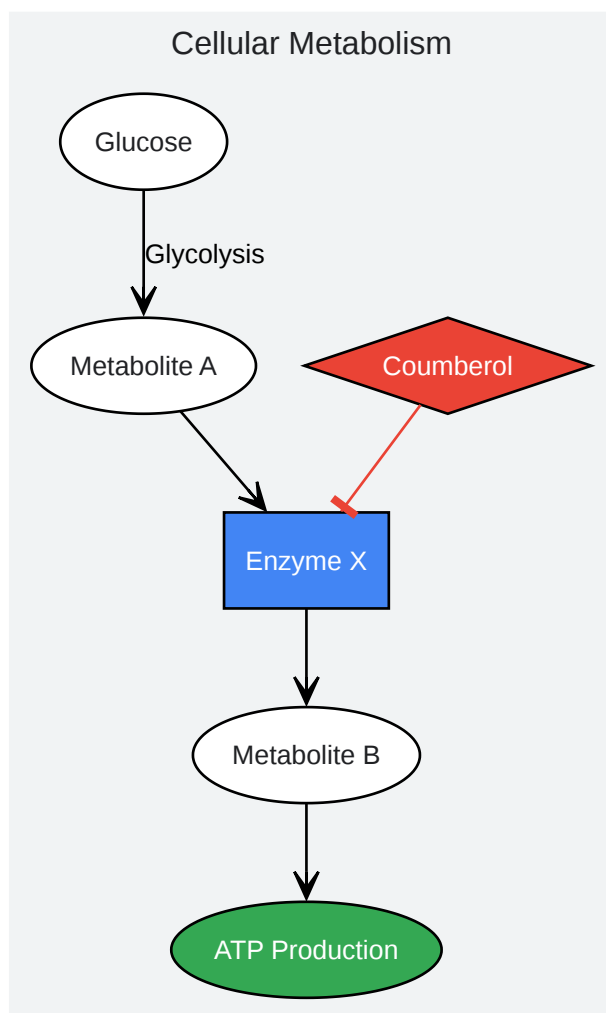 Cellular Metabolism
Glucose
Glycolysis
Metabolite A
Coumberol
Enzyme X
Metabolite B
ATP Production